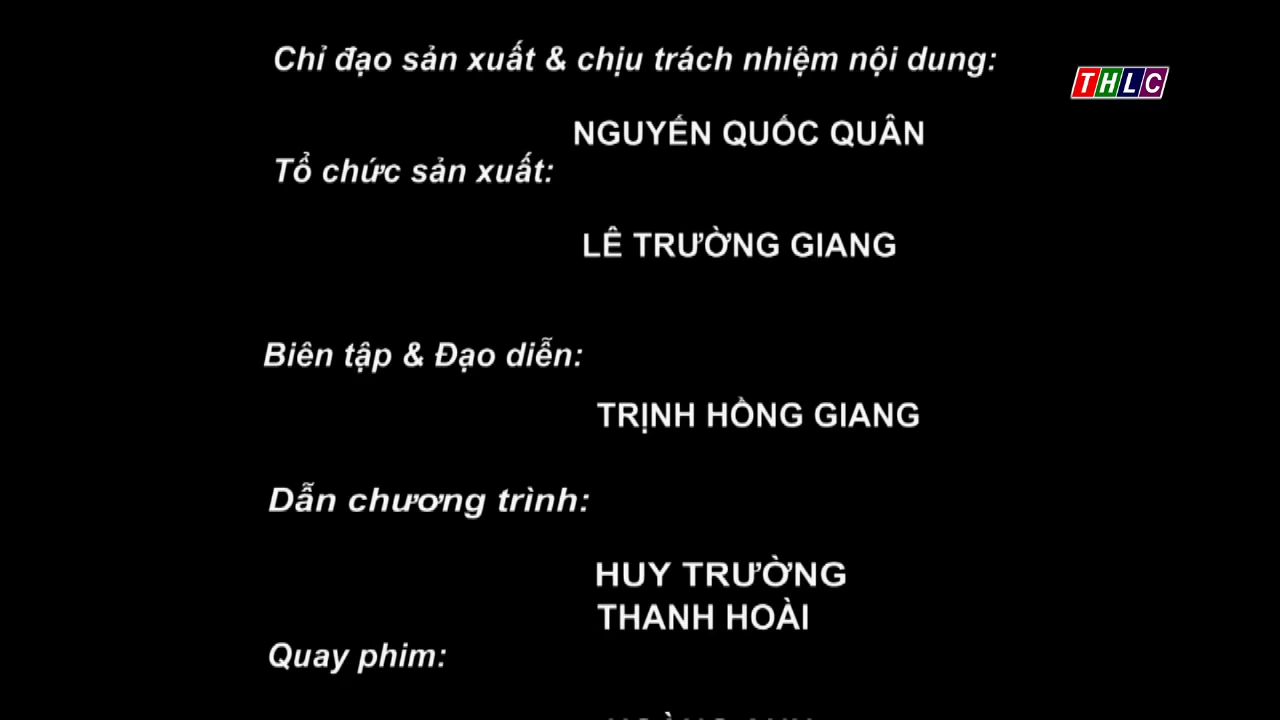 Chỉ đạo sản xuất & chịu trách nhiệm nội dung:
THLC
NGUYỄN QUỐC QUÂN
Tổ chức sản xuất:
LÊ TRƯỜNG GIANG
Biên tập & Đạo diễn:
TRỊNH HỒNG GIANG
Dẫn chương trình:
HUY TRƯỜNG
THANH HOÀI
Quay phim: